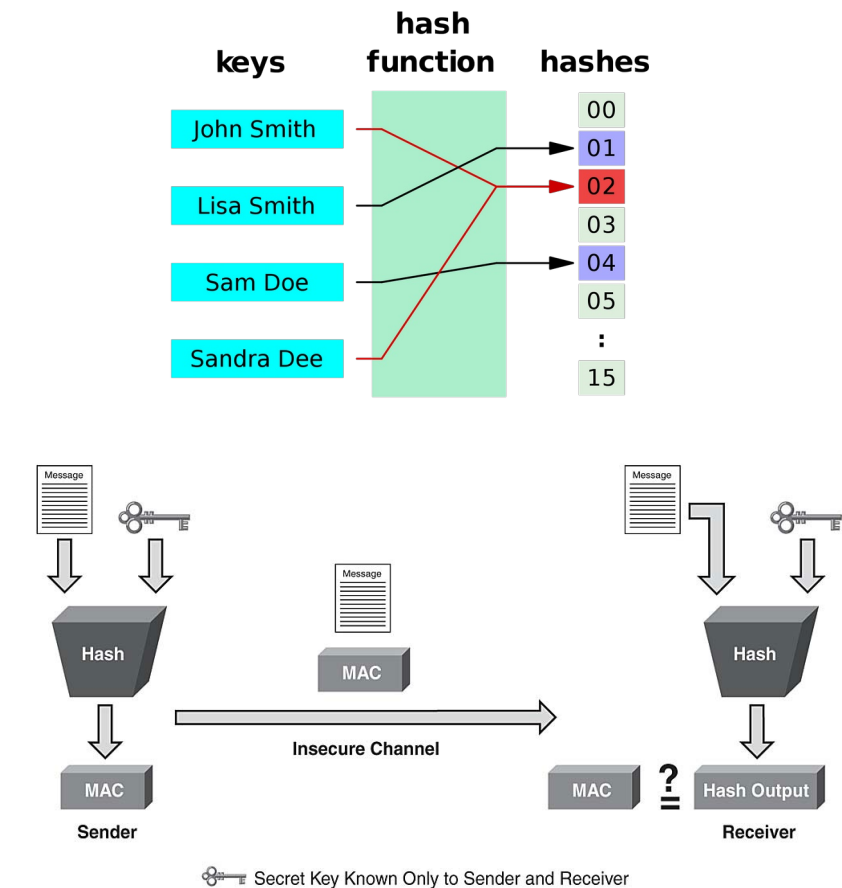 hash
keys function hashes
John Smith
Lisa Smith
Sam Doe
Sandra Dee
00
01
02
03
04
05
:
15
Message
Message
Message
Hash
MAC
Hash
Insecure Channel
MAC
MAC ?= Hash Output
Sender
Receiver
Secret Key Known Only to Sender and Receiver